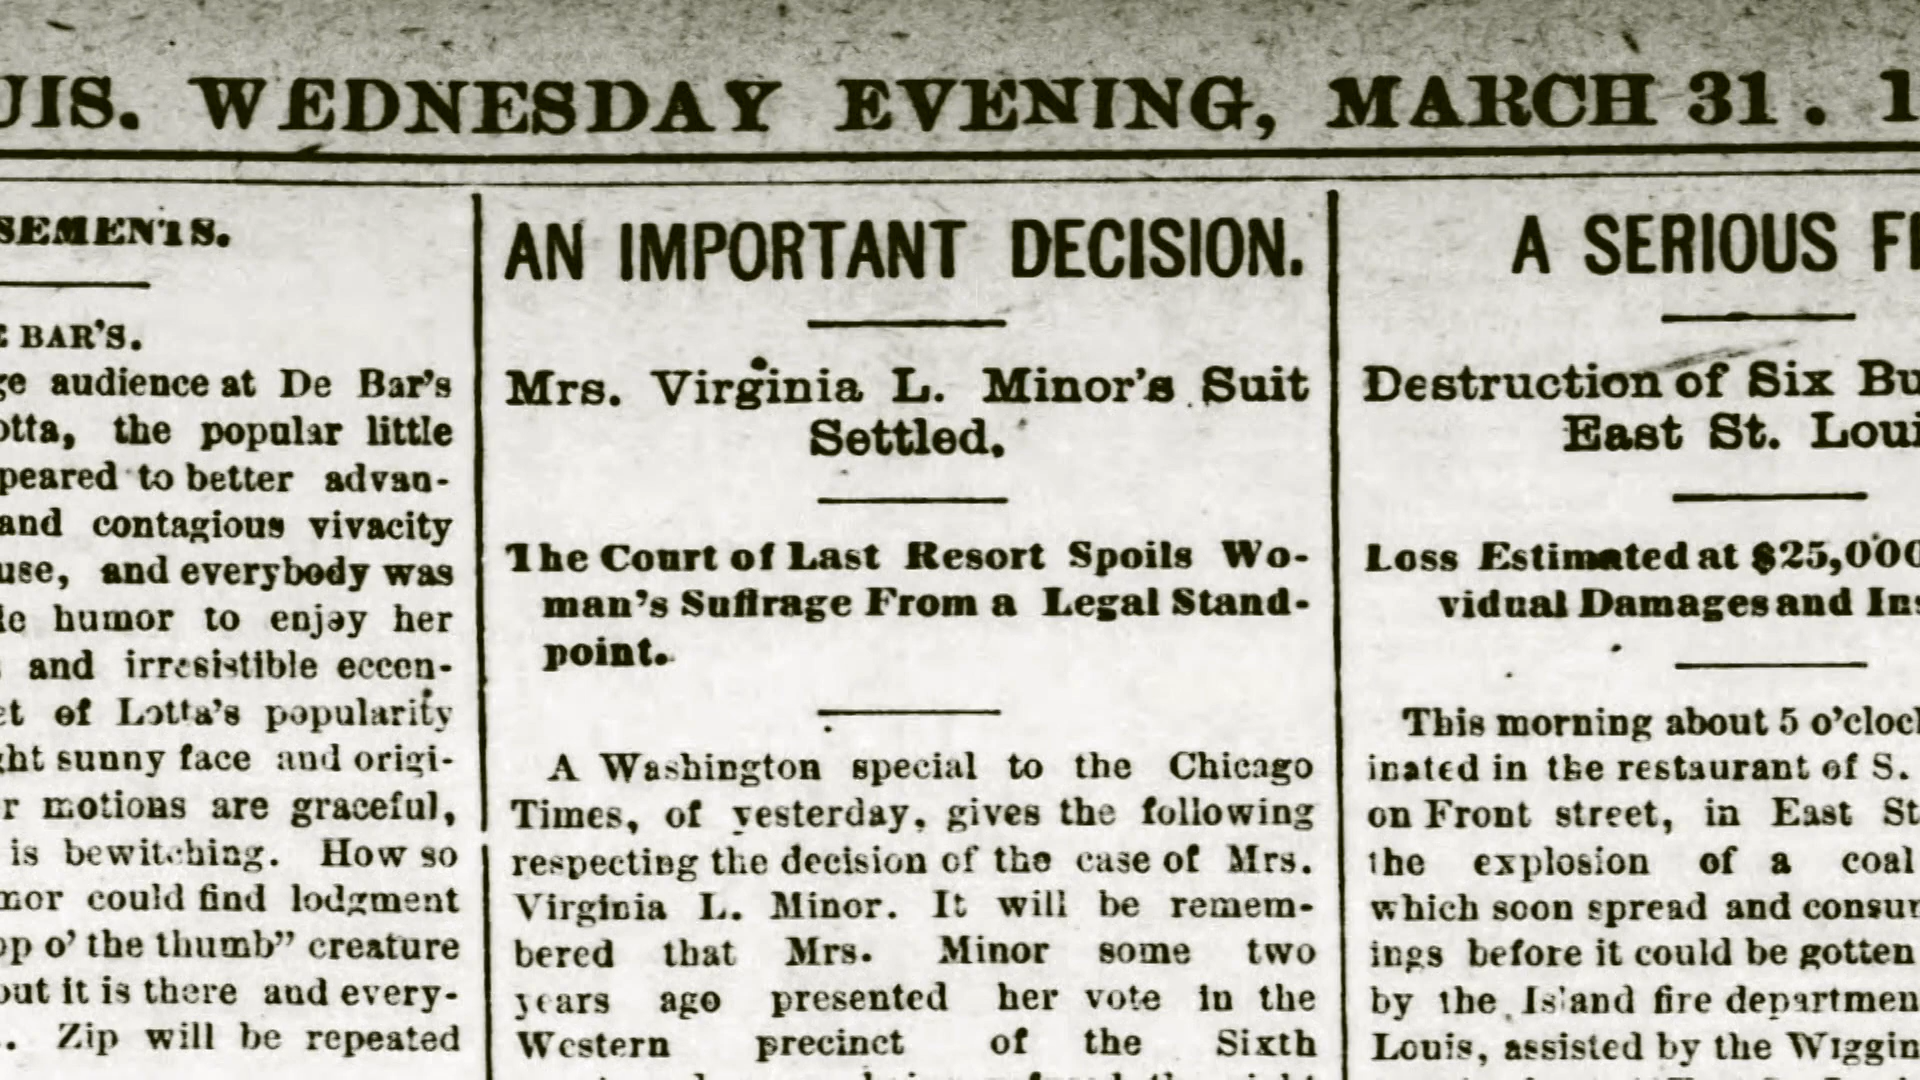 UIS. WEDNESDAY EVENING, MARCH 31. 1
SEMENTS.
BAR'S.
ge audience at De Bar's
otta, the popular little
peared to better advan-
and contagious vivacity
use, and everybody was
le humor to enjoy her
and irresistible eccen-
et of Lotta's popularity
ght sunny face and origi-
r motions are graceful,
is bewitching. How so
mor could find lodgment
op o' the thumb" creature
out it is there and every-
. Zip will be repeated
AN IMPORTANT DECISION.
Mrs. Virginia L. Minor's Suit
Settled.
The Court of Last Resort Spoils Wo-
man's Suffrage From a Legal Stand-
point.
A Washington special to the Chicago
Times, of yesterday, gives the following
respecting the decision of the case of Mrs.
Virginia L. Minor. It will be remem-
bered that Mrs. Minor some two
years ago presented her vote in the
Western precinct of the Sixth
A SERIOUS FI
Destruction of Six Bu
East St. Loui
Loss Estimated at $25,000
vidual Damages and Ins
This morning about 5 o'clock
inated in the restaurant of S.
on Front street, in East St
the explosion of a coal
which soon spread and consum
ings before it could be gotten
by the Island fire departmen
Louis, assisted by the Wiggin